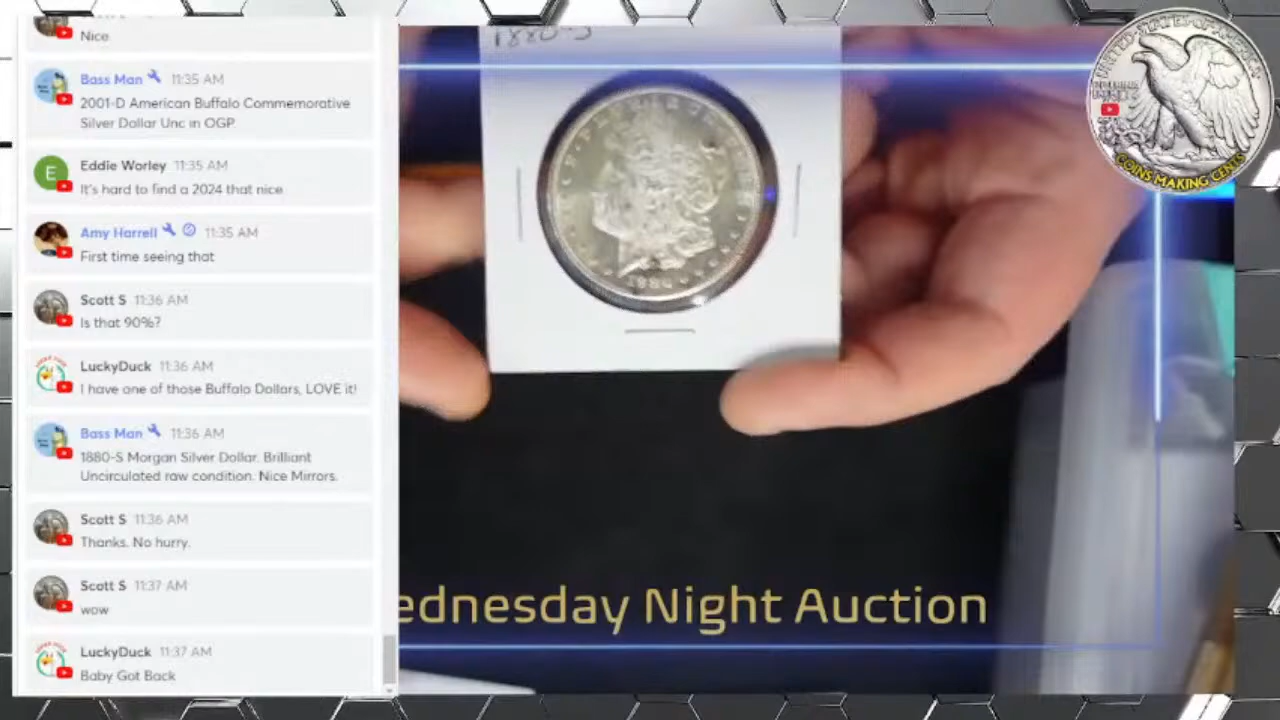 Nice
Bass Man 11:35 AM
2001-D American Buffalo Commemorative
Silver Dollar Unc in OGP
Eddie Worley 11:35 AM
E
It's hard to find a 2024 that nice
Amy Harrell 11:35 AM
First time seeing that
Scott S 11:36 AM
Is that 90%?
LuckyDuck 11:36 AM
I have one of those Buffalo Dollars, LOVE it!
Bass Man 11:36 AM
1880-S Morgan Silver Dollar. Brilliant
Uncirculated raw condition. Nice Mirrors.
Scott S 11:36 AM
Thanks. No hurry.
Scott S 11:37 AM
wow
LuckyDuck 11:37 AM
Baby Got Back
1880-S
ednesday Night Auction
UNITED STATES OF AMERICA
COINS MAKING CENTS